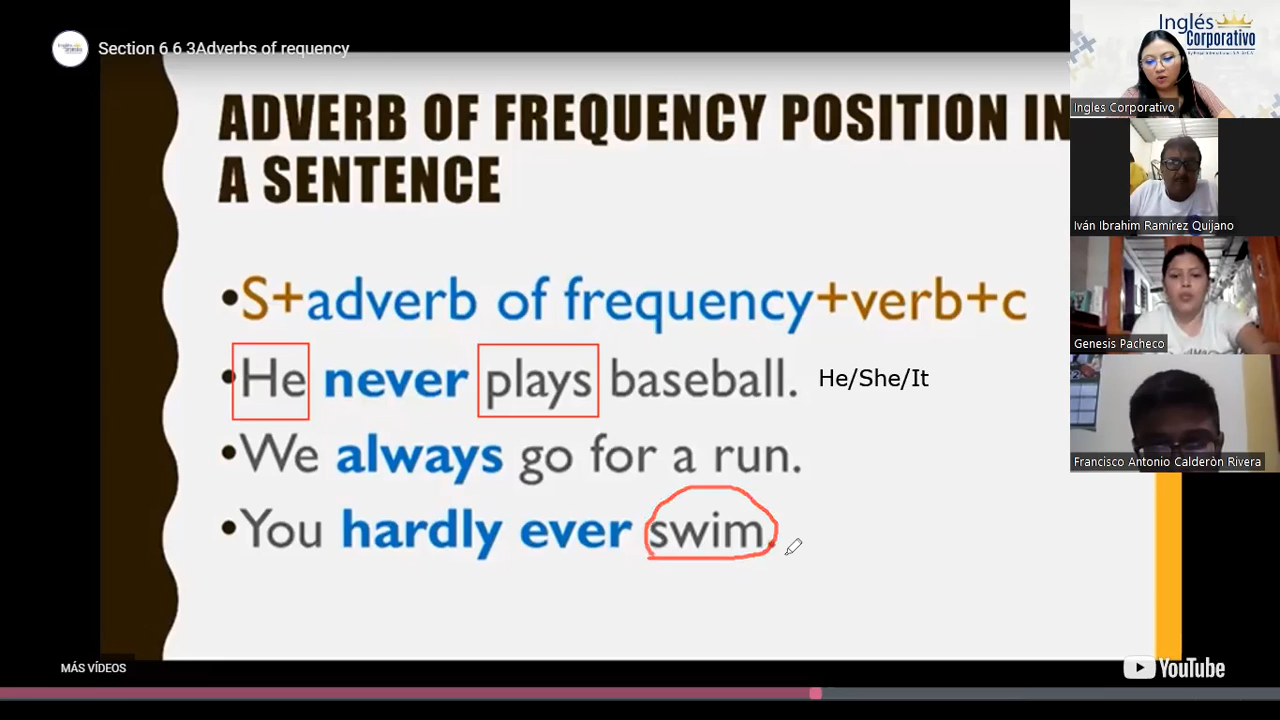 Section 6 6.3Adverbs of requency
ADVERB OF FREQUENCY POSITION IN
A SENTENCE
•S+adverb of frequency+verb+c
•He never plays baseball. He/She/It
•We always go for a run.
•You hardly ever swim.
MÁS VÍDEOS
YouTube
Inglés
Corporativo
Ingles Corporativo
Iván Ibrahim Ramírez Quijano
Genesis Pacheco
Francisco Antonio Calderòn Rivera